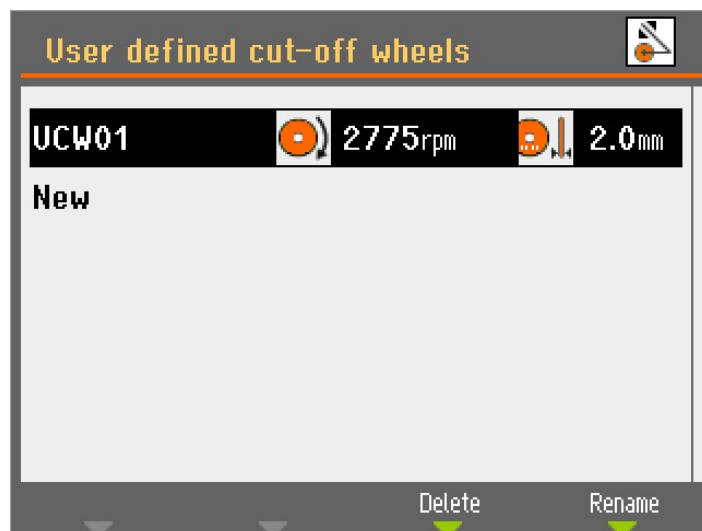 User defined cut-off wheels
UCW01 2775rpm 2.0mm
New
Delete Rename